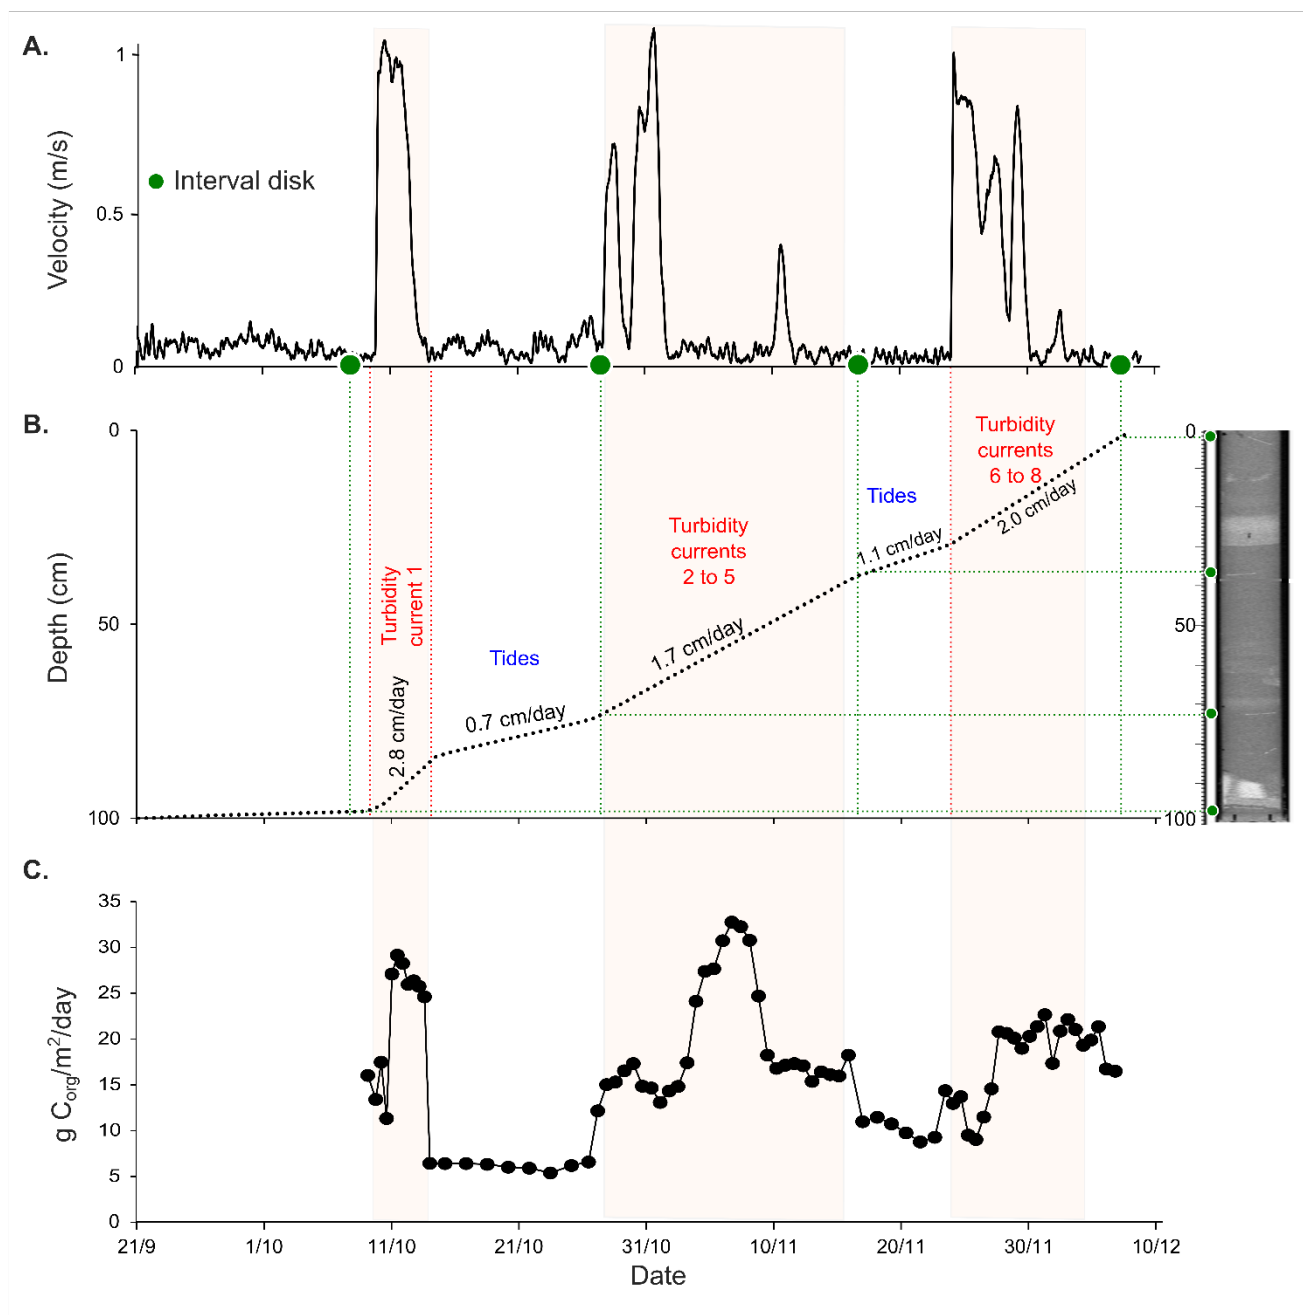 A.
1
Velocity (m/s)
Interval disk
0.5
0
B.
0
Depth (cm)
50
100
Turbidity
current 1
2.8 cm/day
Tides
0.7 cm/day
Turbidity
currents
2 to 5
1.7 cm/day
Tides
1.1 cm/day
Turbidity
currents
6 to 8
2.0 cm/day
0
50
100
C.
35
30
25
20
15
10
5
0
g Corg/m²/day
21/9 1/10 11/10 21/10 31/10 10/11 20/11 30/11 10/12
Date